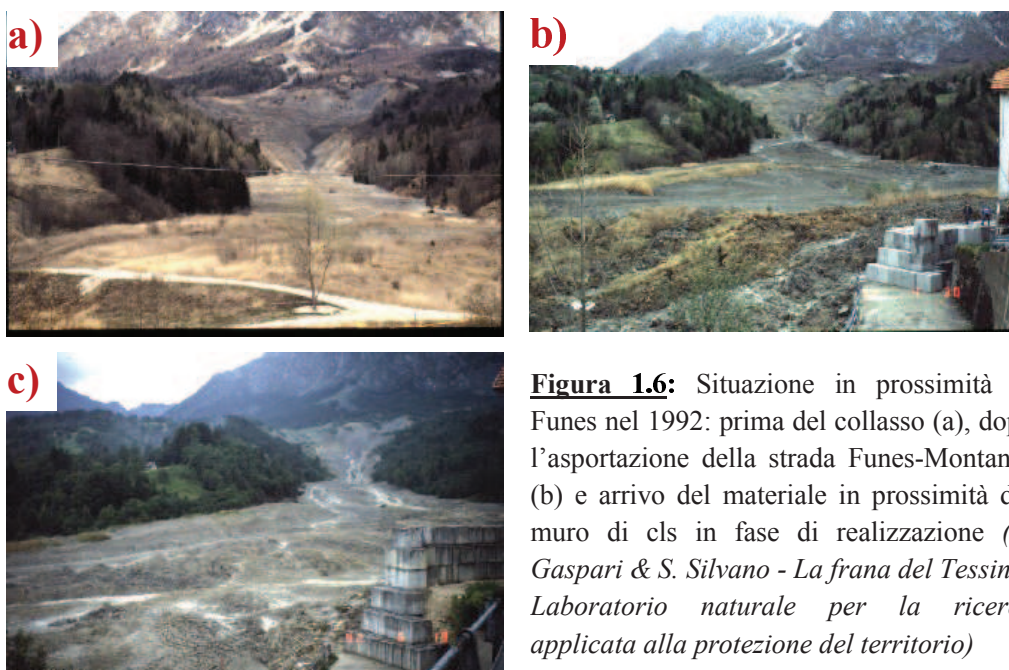 a)
b)
c)
Figura 1.6: Situazione in prossimità
Funes nel 1992: prima del collasso (a), dop
l’asportazione della strada Funes-Montan
(b) e arrivo del materiale in prossimità d
muro di cls in fase di realizzazione (
Gaspari & S. Silvano - La frana del Tessin
Laboratorio naturale per la ricer
applicata alla protezione del territorio)